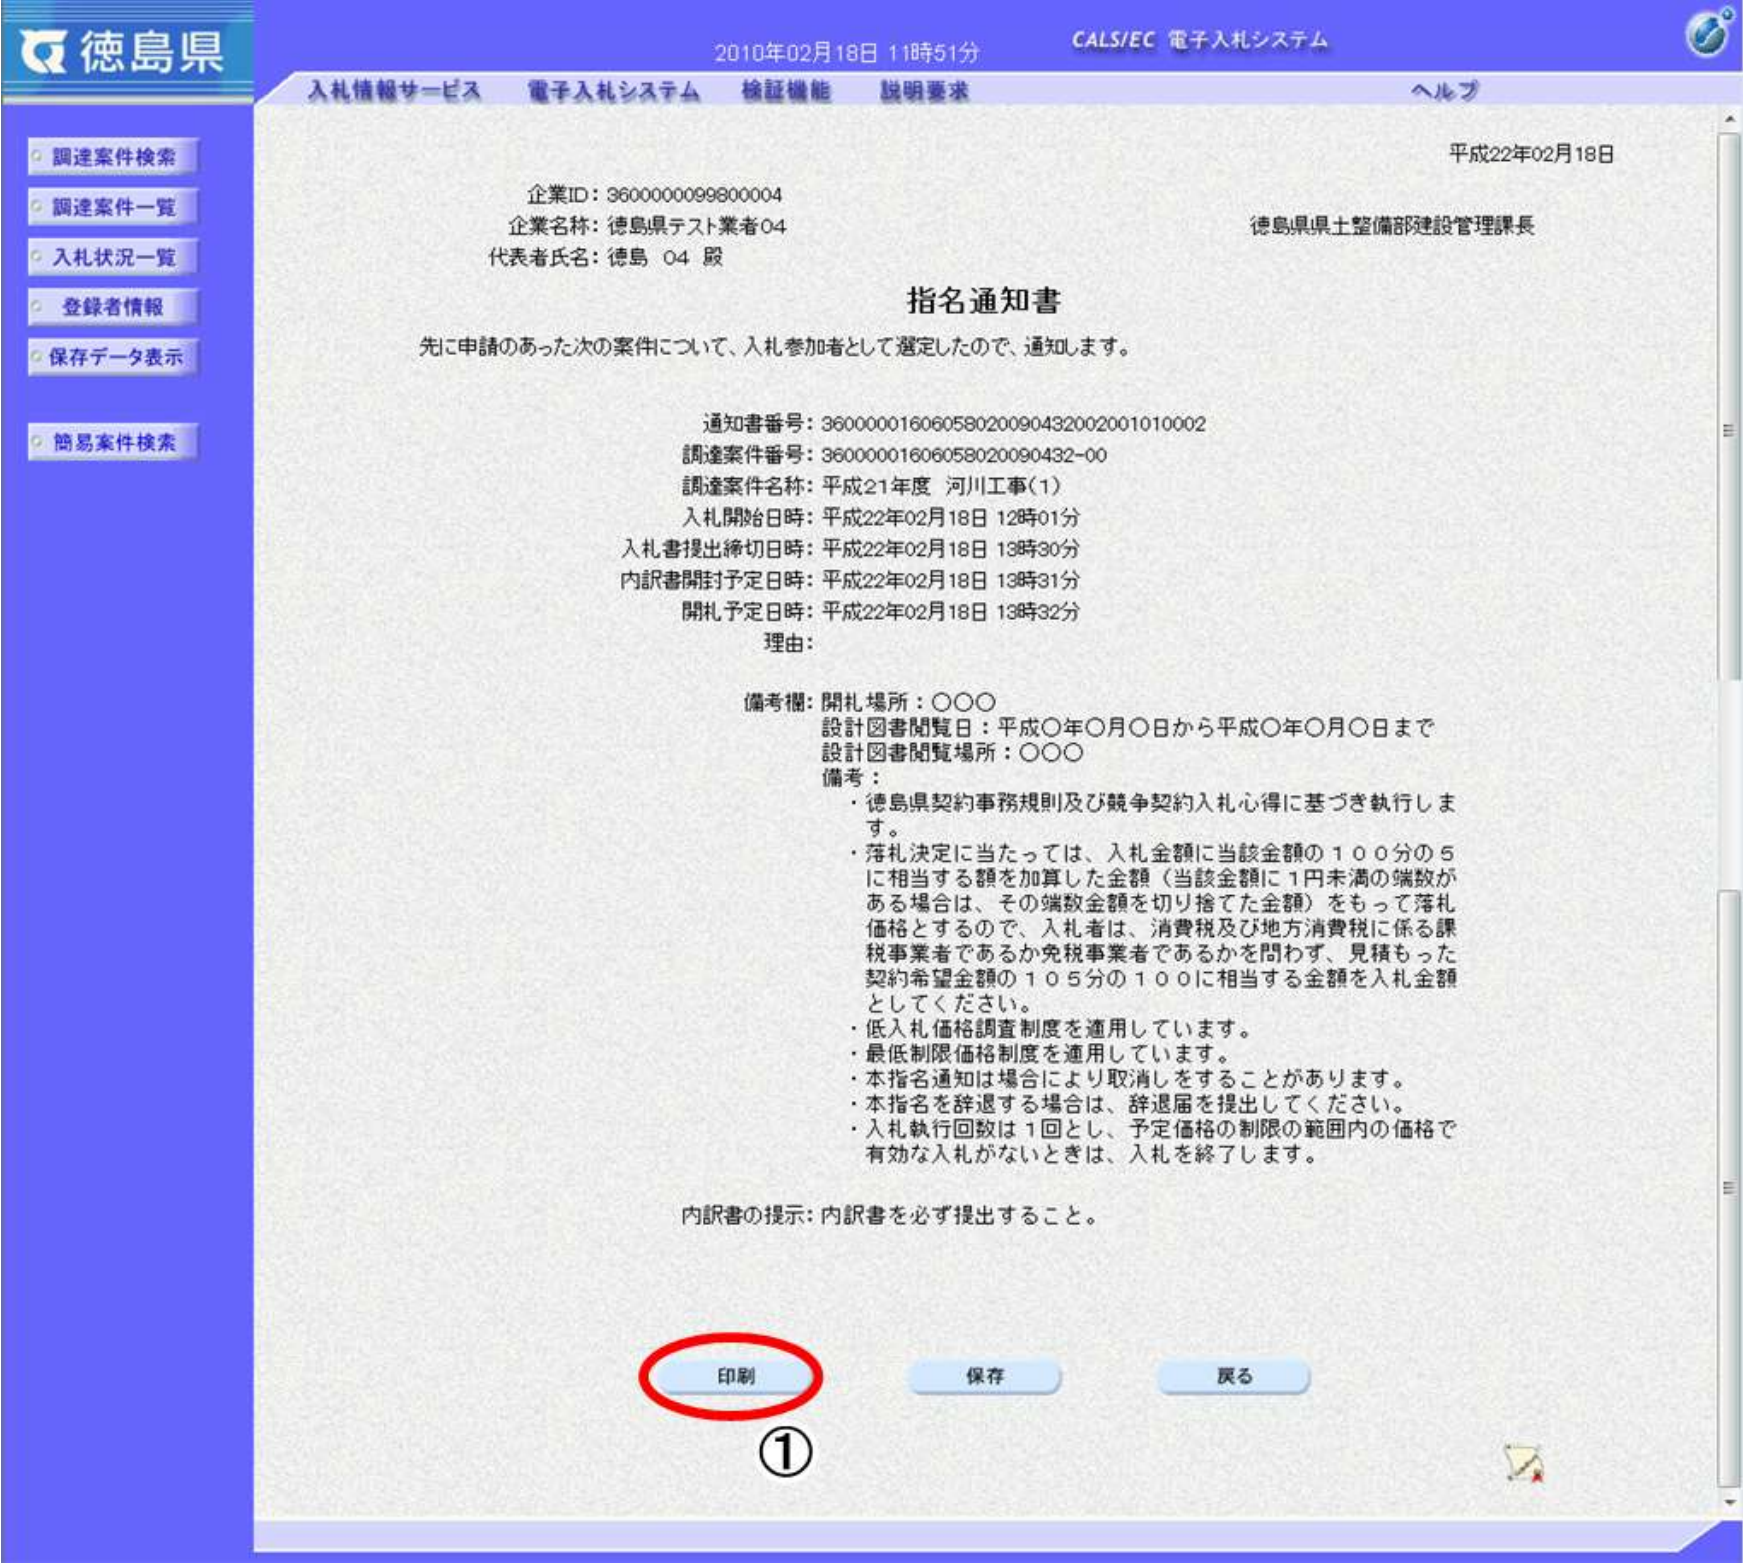 徳島県
2010年02月18日 11時51分
CALS/EC 電子入札システム
入札情報サービス 電子入札システム 検証機能 説明要求 ヘルプ
調達案件検索
調達案件一覧
入札状況一覧
登録者情報
保存データ表示
簡易案件検索
平成22年02月18日
企業ID：3600000099800004
企業名称：徳島県テスト業者04
代表者氏名：徳島 04 殿
徳島県県土整備部建設管理課長
指名通知書
先に申請のあった次の案件について、入札参加者として選定したので、通知します。
通知書番号：36000001606058020090432002001010002
調達案件番号：36000001606058020090432-00
調達案件名称：平成21年度 河川工事(1)
入札開始日時：平成22年02月18日 12時01分
入札書提出締切日時：平成22年02月18日 13時30分
内訳書開封予定日時：平成22年02月18日 13時31分
開札予定日時：平成22年02月18日 13時32分
理由：
備考欄：開札場所：〇〇〇
設計図書閲覧日：平成〇年〇月〇日から平成〇年〇月〇日まで
設計図書閲覧場所：〇〇〇
備考：
・徳島県契約事務規則及び競争契約入札心得に基づき執行しま
す。
・落札決定に当たっては、入札金額に当該金額の１００分の５
に相当する額を加算した金額（当該金額に１円未満の端数が
ある場合は、その端数金額を切り捨てた金額）をもって落札
価格とするので、入札者は、消費税及び地方消費税に係る課
税事業者であるか免税事業者であるかを問わず、見積もった
契約希望金額の１０５分の１００に相当する金額を入札金額
としてください。
・低入札価格調査制度を適用しています。
・最低制限価格制度を適用しています。
・本指名通知は場合により取消しをすることがあります。
・本指名を辞退する場合は、辞退届を提出してください。
・入札執行回数は１回とし、予定価格の制限の範囲内の価格で
有効な入札がないときは、入札を終了します。
内訳書の提示：内訳書を必ず提出すること。
印刷 保存 戻る
①